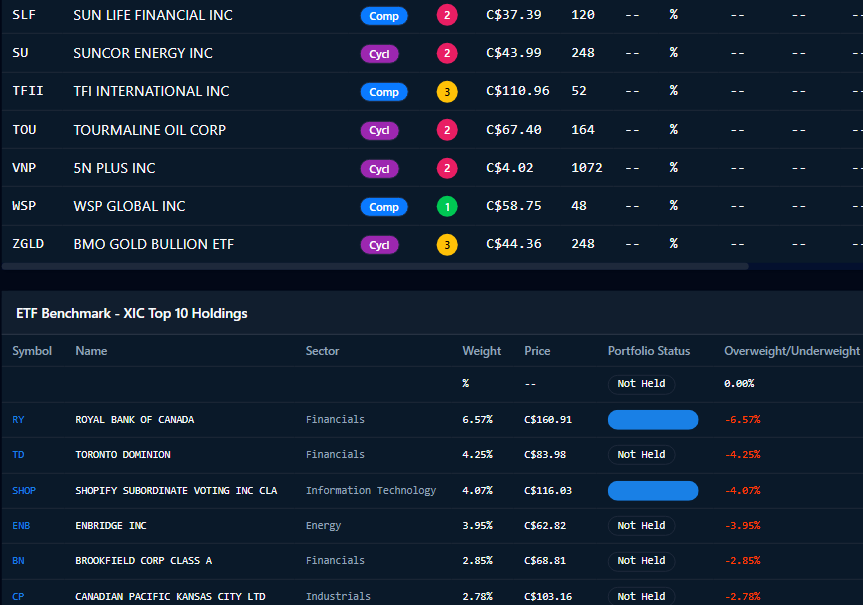 SLF SUN LIFE FINANCIAL INC Comp 2 C$37.39 120 -- % -- -- --
SU SUNCOR ENERGY INC Cycl 2 C$43.99 248 -- % -- -- --
TFII TFI INTERNATIONAL INC Comp 3 C$110.96 52 -- % -- -- --
TOU TOURMALINE OIL CORP Cycl 2 C$67.40 164 -- % -- -- --
VNP 5N PLUS INC Cycl 2 C$4.02 1072 -- % -- -- --
WSP WSP GLOBAL INC Comp 1 C$58.75 48 -- % -- -- --
ZGLD BMO GOLD BULLION ETF Cycl 3 C$44.36 248 -- % -- -- --
ETF Benchmark - XIC Top 10 Holdings
Symbol Name Sector Weight Price Portfolio Status Overweight/Underweight
% -- Not Held 0.00%
RY ROYAL BANK OF CANADA Financials 6.57% C$160.91 -6.57%
TD TORONTO DOMINION Financials 4.25% C$83.98 Not Held -4.25%
SHOP SHOPIFY SUBORDINATE VOTING INC CLA Information Technology 4.07% C$116.03 -4.07%
ENB ENBRIDGE INC Energy 3.95% C$62.82 Not Held -3.95%
BN BROOKFIELD CORP CLASS A Financials 2.85% C$68.81 Not Held -2.85%
CP CANADIAN PACIFIC KANSAS CITY LTD Industrials 2.78% C$103.16 Not Held -2.78%